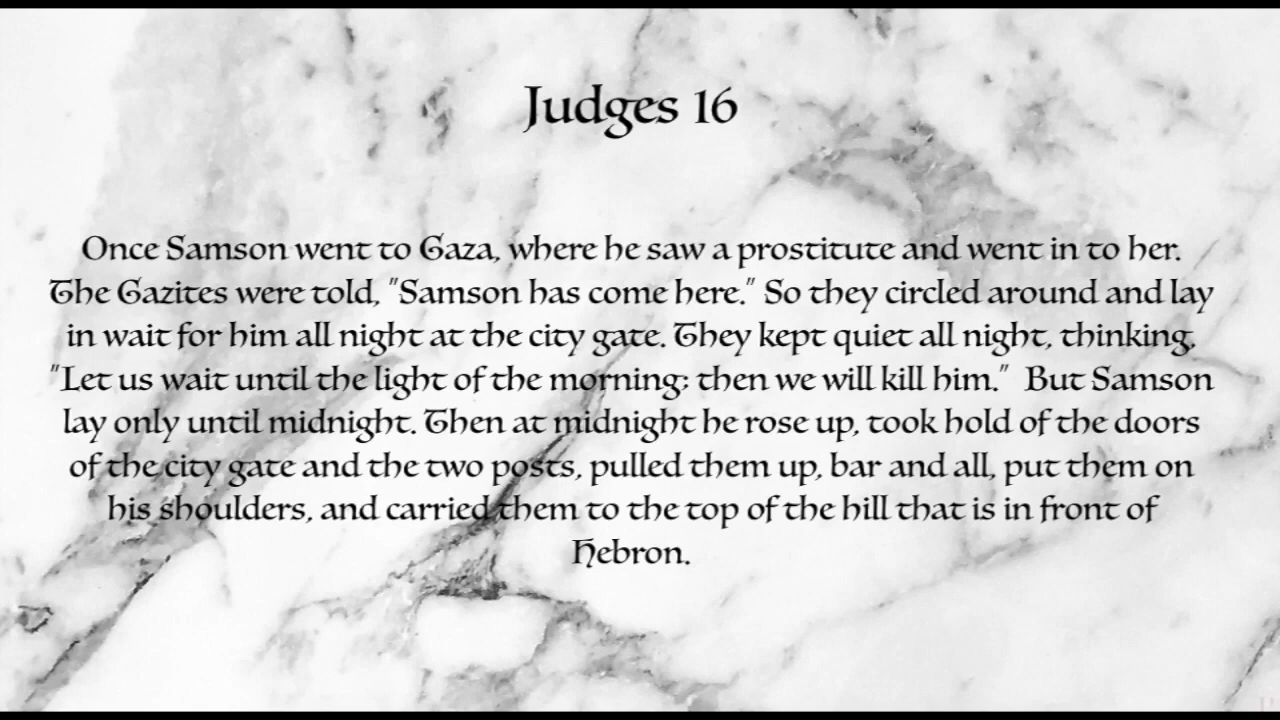 Judges 16
Once Samson went to Gaza, where he saw a prostitute and went in to her.
The Gazites were told, "Samson has come here." So they circled around and lay
in wait for him all night at the city gate. They kept quiet all night, thinking,
"Let us wait until the light of the morning; then we will kill him."  But Samson
lay only until midnight. Then at midnight he rose up, took hold of the doors
of the city gate and the two posts, pulled them up, bar and all, put them on
his shoulders, and carried them to the top of the hill that is in front of
Hebron.